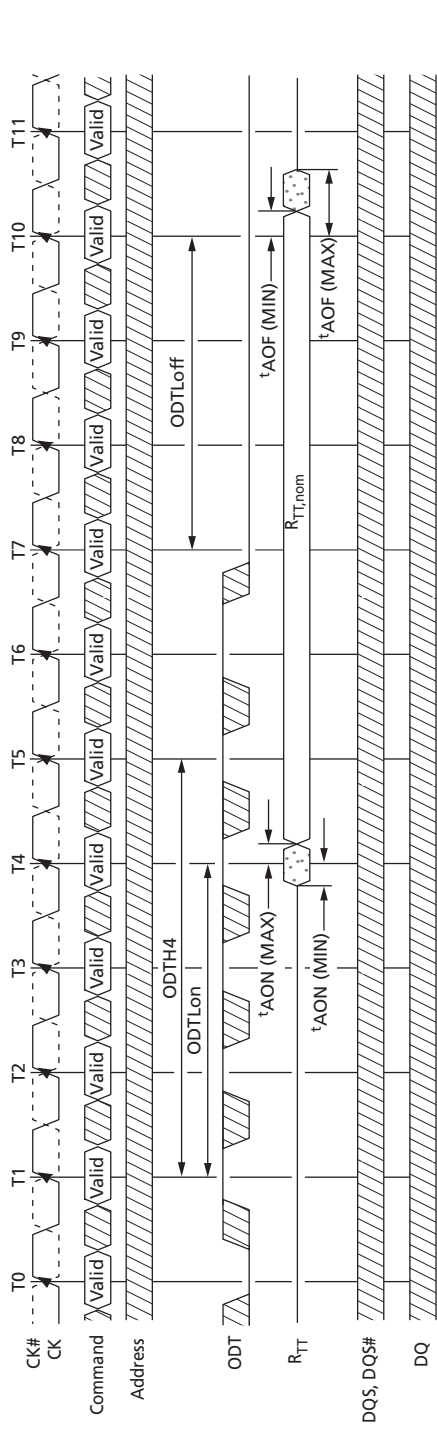 T0 T1 T2 T3 T4 T5 T6 T7 T8 T9 T10 T11
CK#
CK
Command Valid Valid Valid Valid Valid Valid Valid Valid Valid Valid Valid Valid
Address
ODTH4
ODTLon
ODTLoff
ODT
tAON (MAX)
tAOF (MIN)
RTT
RTT,nom
tAON (MIN)
tAOF (MAX)
DQS, DQS#
DQ